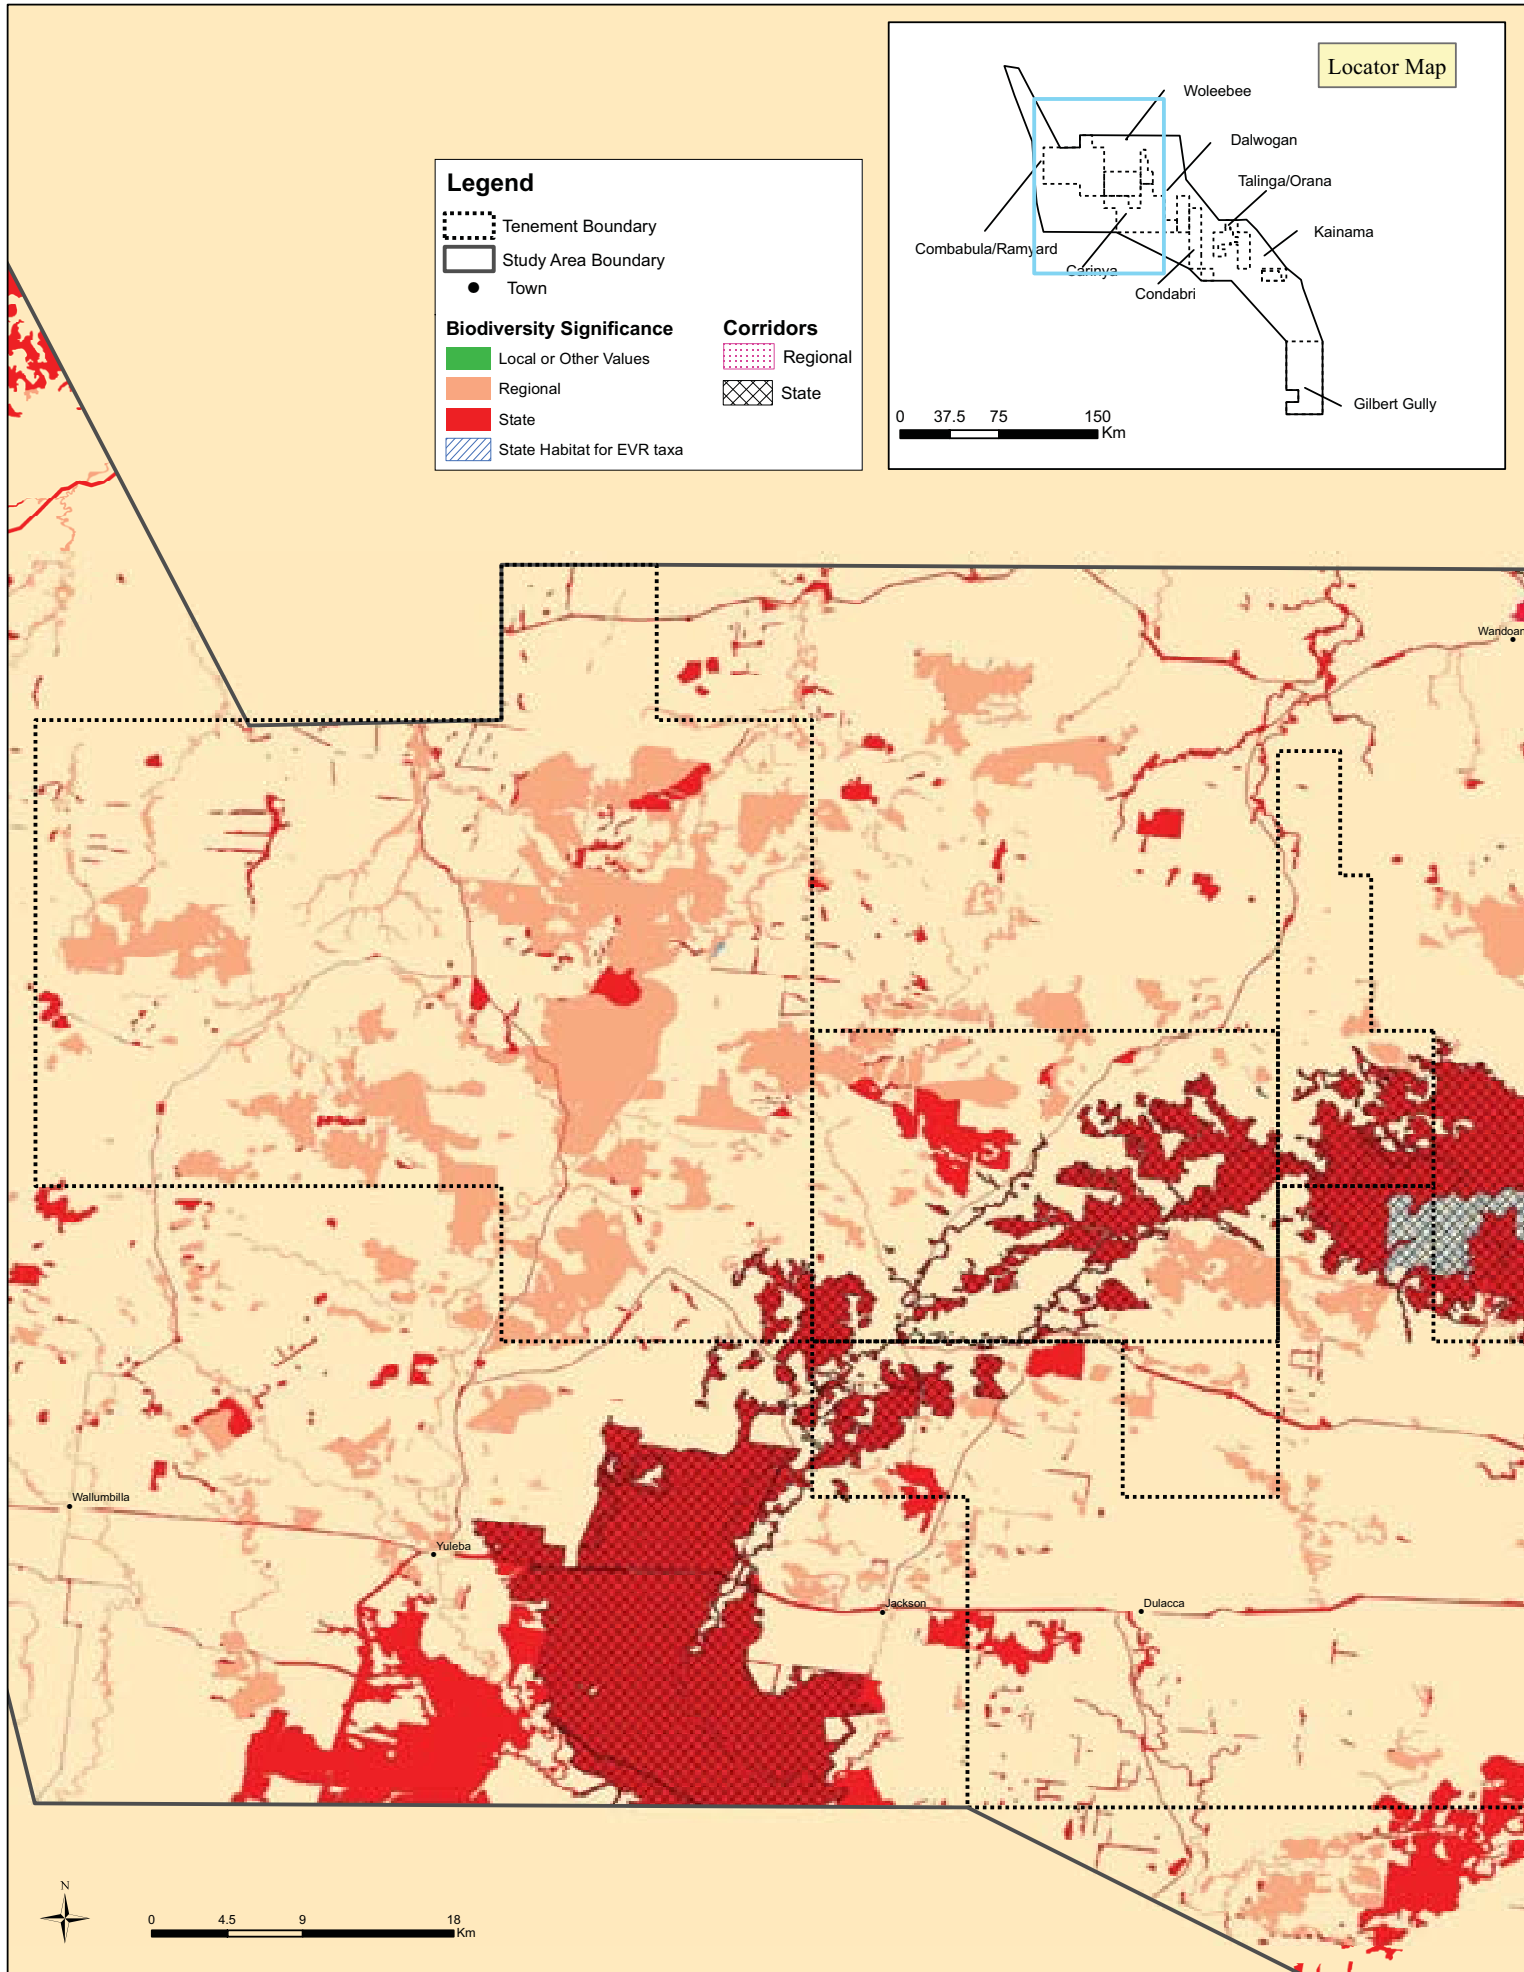 Locator Map
Woleebee
Dalwogan
Talinga/Orana
Kainama
Combabula/Ramyard
Carinya
Condabri
Gilbert Gully
0 37.5 75 150
Km
Legend
Tenement Boundary
Study Area Boundary
Town
Biodiversity Significance
Local or Other Values
Regional
State
State Habitat for EVR taxa
Corridors
Regional
State
Wandoan
Wallumbilla
Yuleba
Jackson
Dulacca
N
0 4.5 9 18
Km